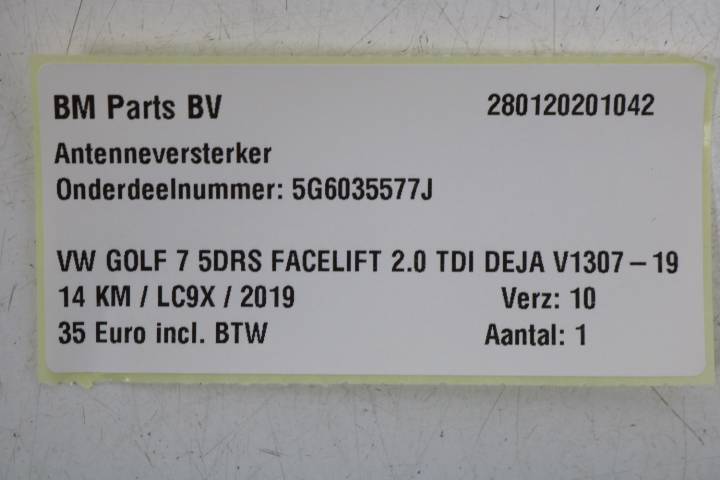 BM Parts BV 280120201042
Antenneversterker
Onderdeelnummer: 5G6035577J
VW GOLF 7 5DRS FACELIFT 2.0 TDI DEJA V1307 – 19
14 KM / LC9X / 2019 Verz: 10
35 Euro incl. BTW Aantal: 1